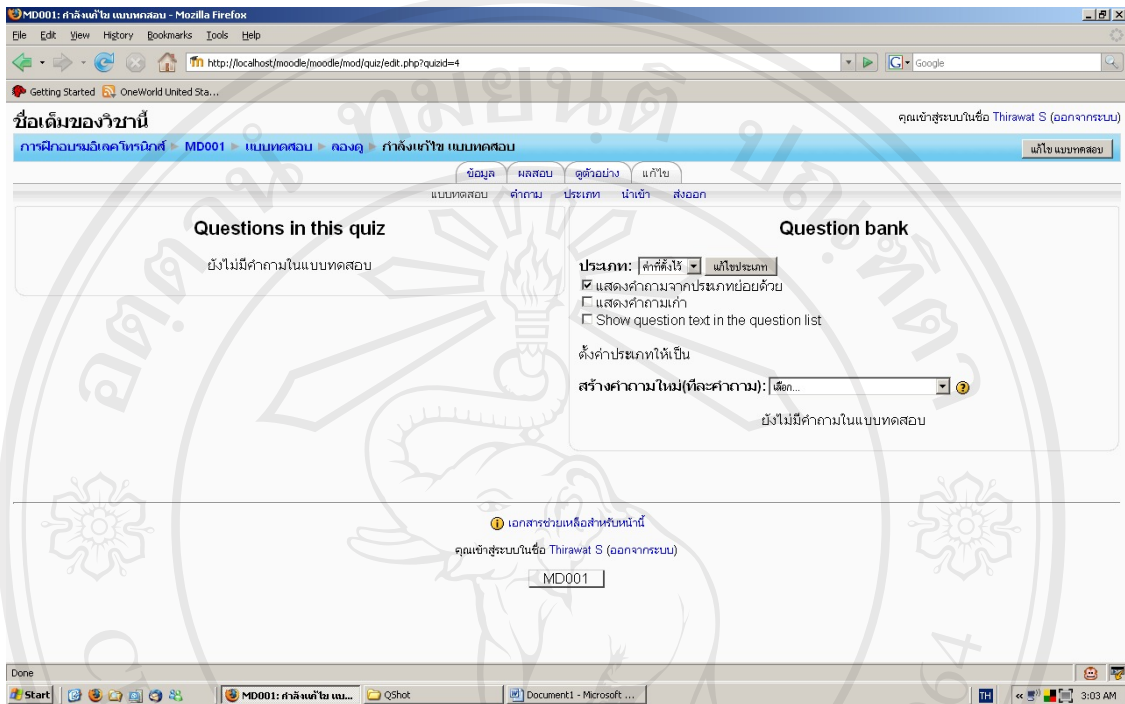 MD001: กำลังแก้ไข แบบทดสอบ - Mozilla Firefox
File Edit View History Bookmarks Tools Help
http://localhost/moodle/moodle/mod/quiz/edit.php?quizid=4
Google
Getting Started OneWorld United Sta...
ชื่อเต็มของวิชานี้
คุณเข้าสู่ระบบในชื่อ Thirawat S (ออกจากระบบ)
การฝึกอบรมอิเลคโทรนิกส์ ► MD001 ► แบบทดสอบ ► ลองดู ► กำลังแก้ไข แบบทดสอบ
แก้ไข แบบทดสอบ
ข้อมูล ผลสอบ ดูตัวอย่าง แก้ไข
แบบทดสอบ คำถาม ประเภท นำเข้า ส่งออก
Questions in this quiz
ยังไม่มีคำถามในแบบทดสอบ
Question bank
ประเภท: ค่าที่ตั้งไว้ แก้ไขประเภท
แสดงคำถามจากประเภทย่อยด้วย
แสดงคำถามเก่า
Show question text in the question list
ตั้งค่าประเภทให้เป็น
สร้างคำถามใหม่(ทีละคำถาม): เลือก...
ยังไม่มีคำถามในแบบทดสอบ
เอกสารช่วยเหลือสำหรับหน้านี้
คุณเข้าสู่ระบบในชื่อ Thirawat S (ออกจากระบบ)
MD001
Done
Start MD001: กำลังแก้ไข แบ... QShot Document1 - Microsoft ... TH 3:03 AM